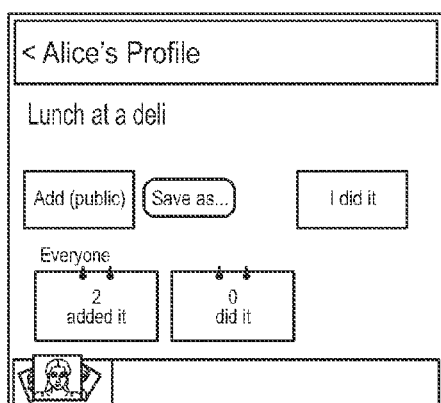 < Alice's Profile
Lunch at a deli
Add (public) Save as... I did it
Everyone
2 0
added it did it